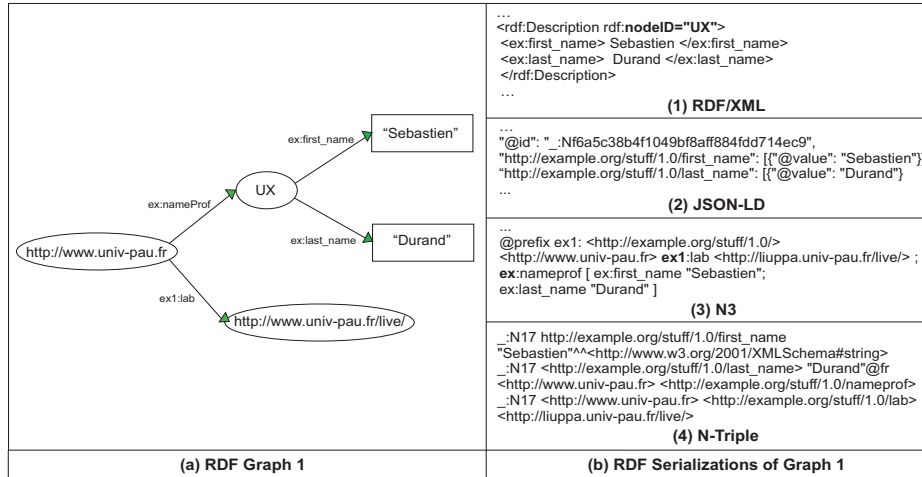 ex:first_name
"Sebastien"
UX
ex:nameProf
ex:last_name
"Durand"
http://www.univ-pau.fr
ex1:lab
http://www.univ-pau.fr/live/
(a) RDF Graph 1
...
<rdf:Description rdf:nodeID="UX">
<ex:first_name> Sebastien </ex:first_name>
<ex:last_name> Durand </ex:last_name>
</rdf:Description>
...
(1) RDF/XML
...
"@id": "_:Nf6a5c38b4f1049bf8aff884fdd714ec9",
"http://example.org/stuff/1.0/first_name": [{"@value": "Sebastien"}]
"http://example.org/stuff/1.0/last_name": [{"@value": "Durand"}
...
(2) JSON-LD
...
@prefix ex1: <http://example.org/stuff/1.0/>
<http://www.univ-pau.fr> ex1:lab <http://liuppa.univ-pau.fr/live/> ;
ex:nameprof [ ex:first_name "Sebastien";
ex:last_name "Durand" ]
(3) N3
_:N17 http://example.org/stuff/1.0/first_name
"Sebastien"^^<http://www.w3.org/2001/XMLSchema#string>
_:N17 <http://example.org/stuff/1.0/last_name> "Durand"@fr
<http://www.univ-pau.fr> <http://example.org/stuff/1.0/nameprof>
_:N17 <http://www.univ-pau.fr> <http://example.org/stuff/1.0/lab>
<http://liuppa.univ-pau.fr/live/>
(4) N-Triple
(b) RDF Serializations of Graph 1